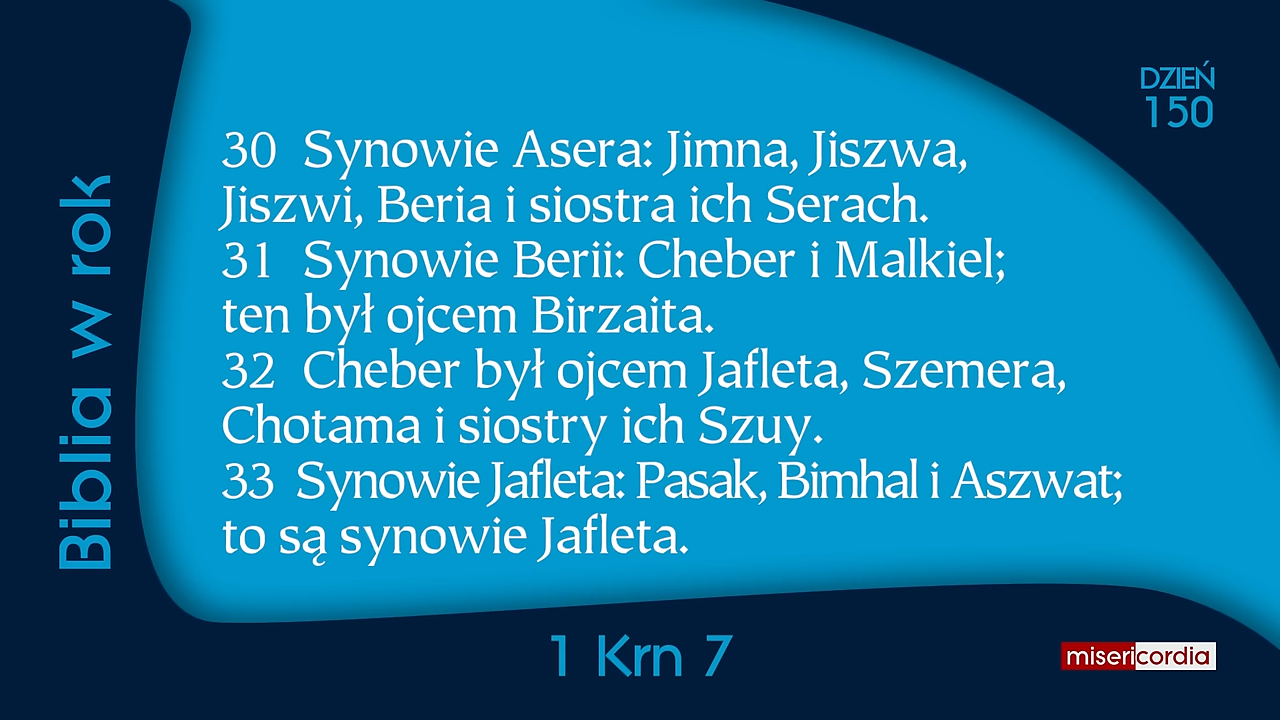 DZIEŃ
150
30 Synowie Asera: Jimna, Jiszwa,
Jiszwi, Beria i siostra ich Serach.
31 Synowie Berii: Cheber i Malkiel;
ten był ojcem Birzaita.
32 Cheber był ojcem Jafleta, Szemera,
Chotama i siostry ich Szuy.
33 Synowie Jafleta: Pasak, Bimhal i Aszwat;
to są synowie Jafleta.
Biblia w rok
1 Krn 7
misericordia